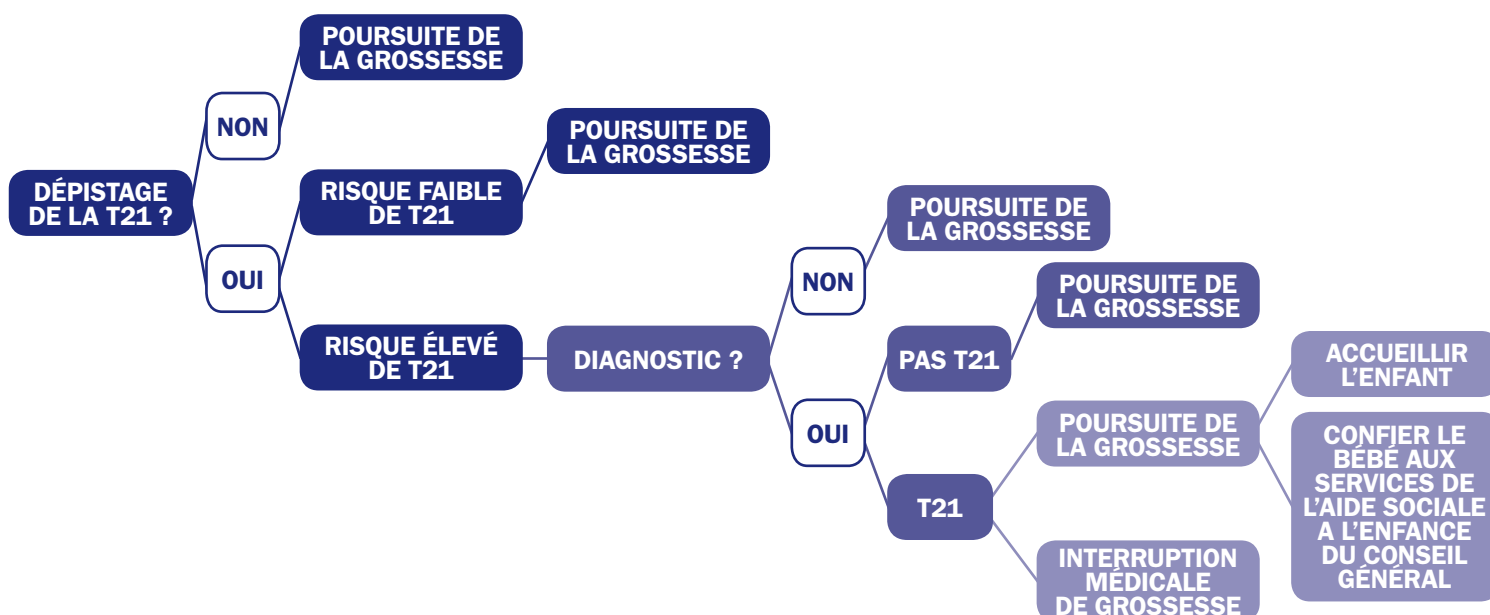 POURSUITE DE
LA GROSSESSE
NON
POURSUITE DE
LA GROSSESSE
DÉPISTAGE
DE LA T21 ?
RISQUE FAIBLE
DE T21
OUI
RISQUE ÉLEVÉ
DE T21
DIAGNOSTIC ?
POURSUITE DE
LA GROSSESSE
NON
POURSUITE DE
LA GROSSESSE
PAS T21
OUI
T21
POURSUITE DE
LA GROSSESSE
ACCUEILLIR
L'ENFANT
CONFIER LE
BÉBÉ AUX
SERVICES DE
L'AIDE SOCIALE
A L'ENFANCE
DU CONSEIL
GÉNÉRAL
INTERRUPTION
MÉDICALE
DE GROSSESSE